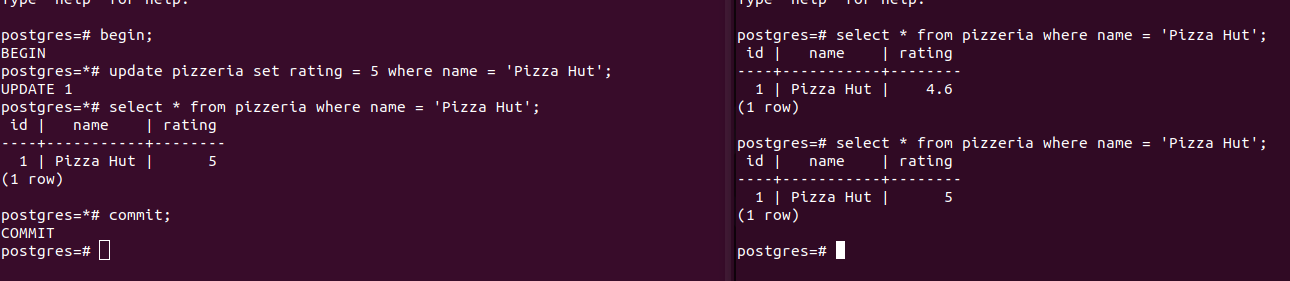 Type "help" for help.
postgres=# begin;
BEGIN
postgres=*# update pizzeria set rating = 5 where name = 'Pizza Hut';
UPDATE 1
postgres=*# select * from pizzeria where name = 'Pizza Hut';
 id |   name    | rating
----+-----------+--------
  1 | Pizza Hut |      5
(1 row)
postgres=*# commit;
COMMIT
postgres=#
Type "help" for help.
postgres=# select * from pizzeria where name = 'Pizza Hut';
 id |   name    | rating
----+-----------+--------
  1 | Pizza Hut |    4.6
(1 row)
postgres=# select * from pizzeria where name = 'Pizza Hut';
 id |   name    | rating
----+-----------+--------
  1 | Pizza Hut |      5
(1 row)
postgres=#